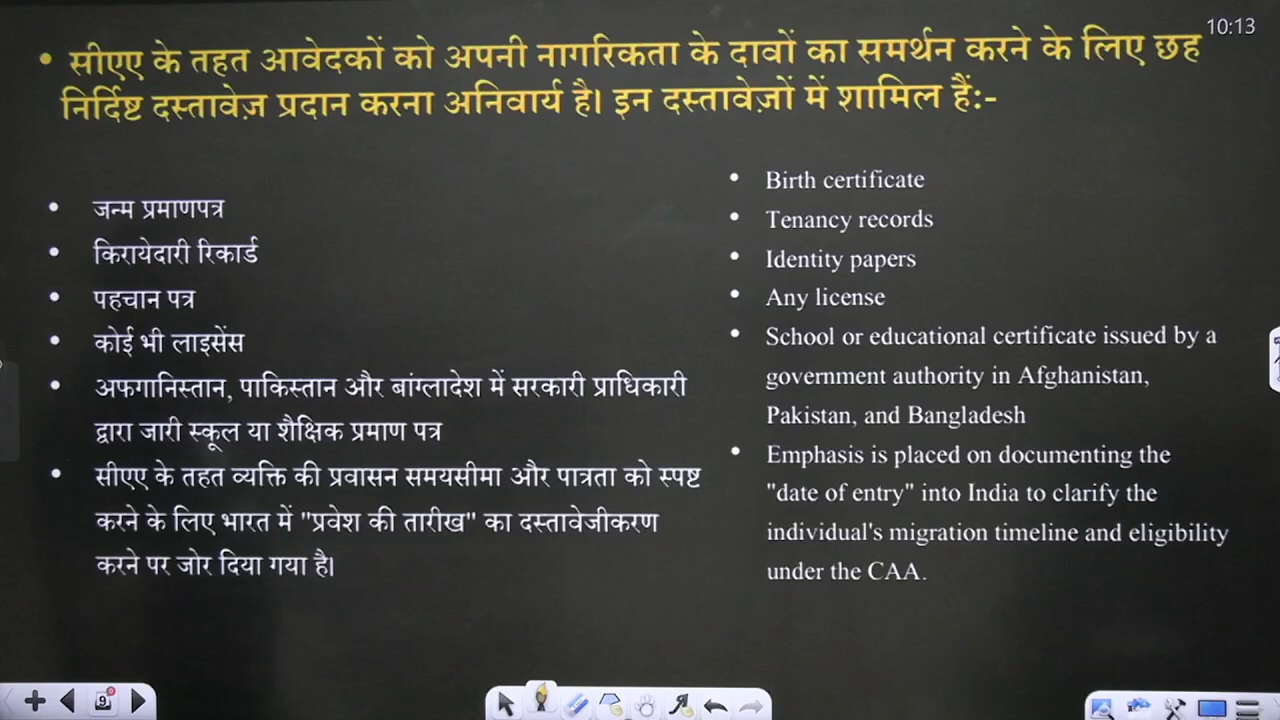 10:13
• सीएए के तहत आवेदकों को अपनी नागरिकता के दावों का समर्थन करने के लिए छह
निर्दिष्ट दस्तावेज़ प्रदान करना अनिवार्य है। इन दस्तावेज़ों में शामिल हैं:-
• जन्म प्रमाणपत्र
• किरायेदारी रिकार्ड
• पहचान पत्र
• कोई भी लाइसेंस
• अफगानिस्तान, पाकिस्तान और बांग्लादेश में सरकारी प्राधिकारी
द्वारा जारी स्कूल या शैक्षिक प्रमाण पत्र
• सीएए के तहत व्यक्ति की प्रवासन समयसीमा और पात्रता को स्पष्ट
करने के लिए भारत में "प्रवेश की तारीख" का दस्तावेजीकरण
करने पर जोर दिया गया है।
• Birth certificate
• Tenancy records
• Identity papers
• Any license
• School or educational certificate issued by a
government authority in Afghanistan,
Pakistan, and Bangladesh
• Emphasis is placed on documenting the
"date of entry" into India to clarify the
individual's migration timeline and eligibility
under the CAA.
9